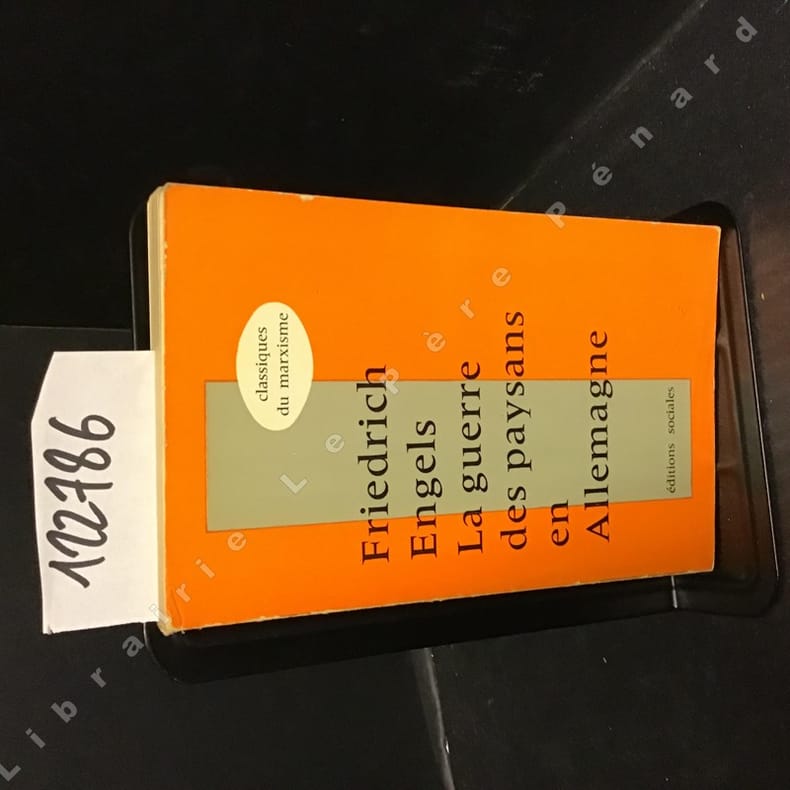 122786
classiques
du marxisme
Friedrich
Engels
La guerre
des paysans
en
Allemagne
éditions sociales
Librairie Le Père Pénard